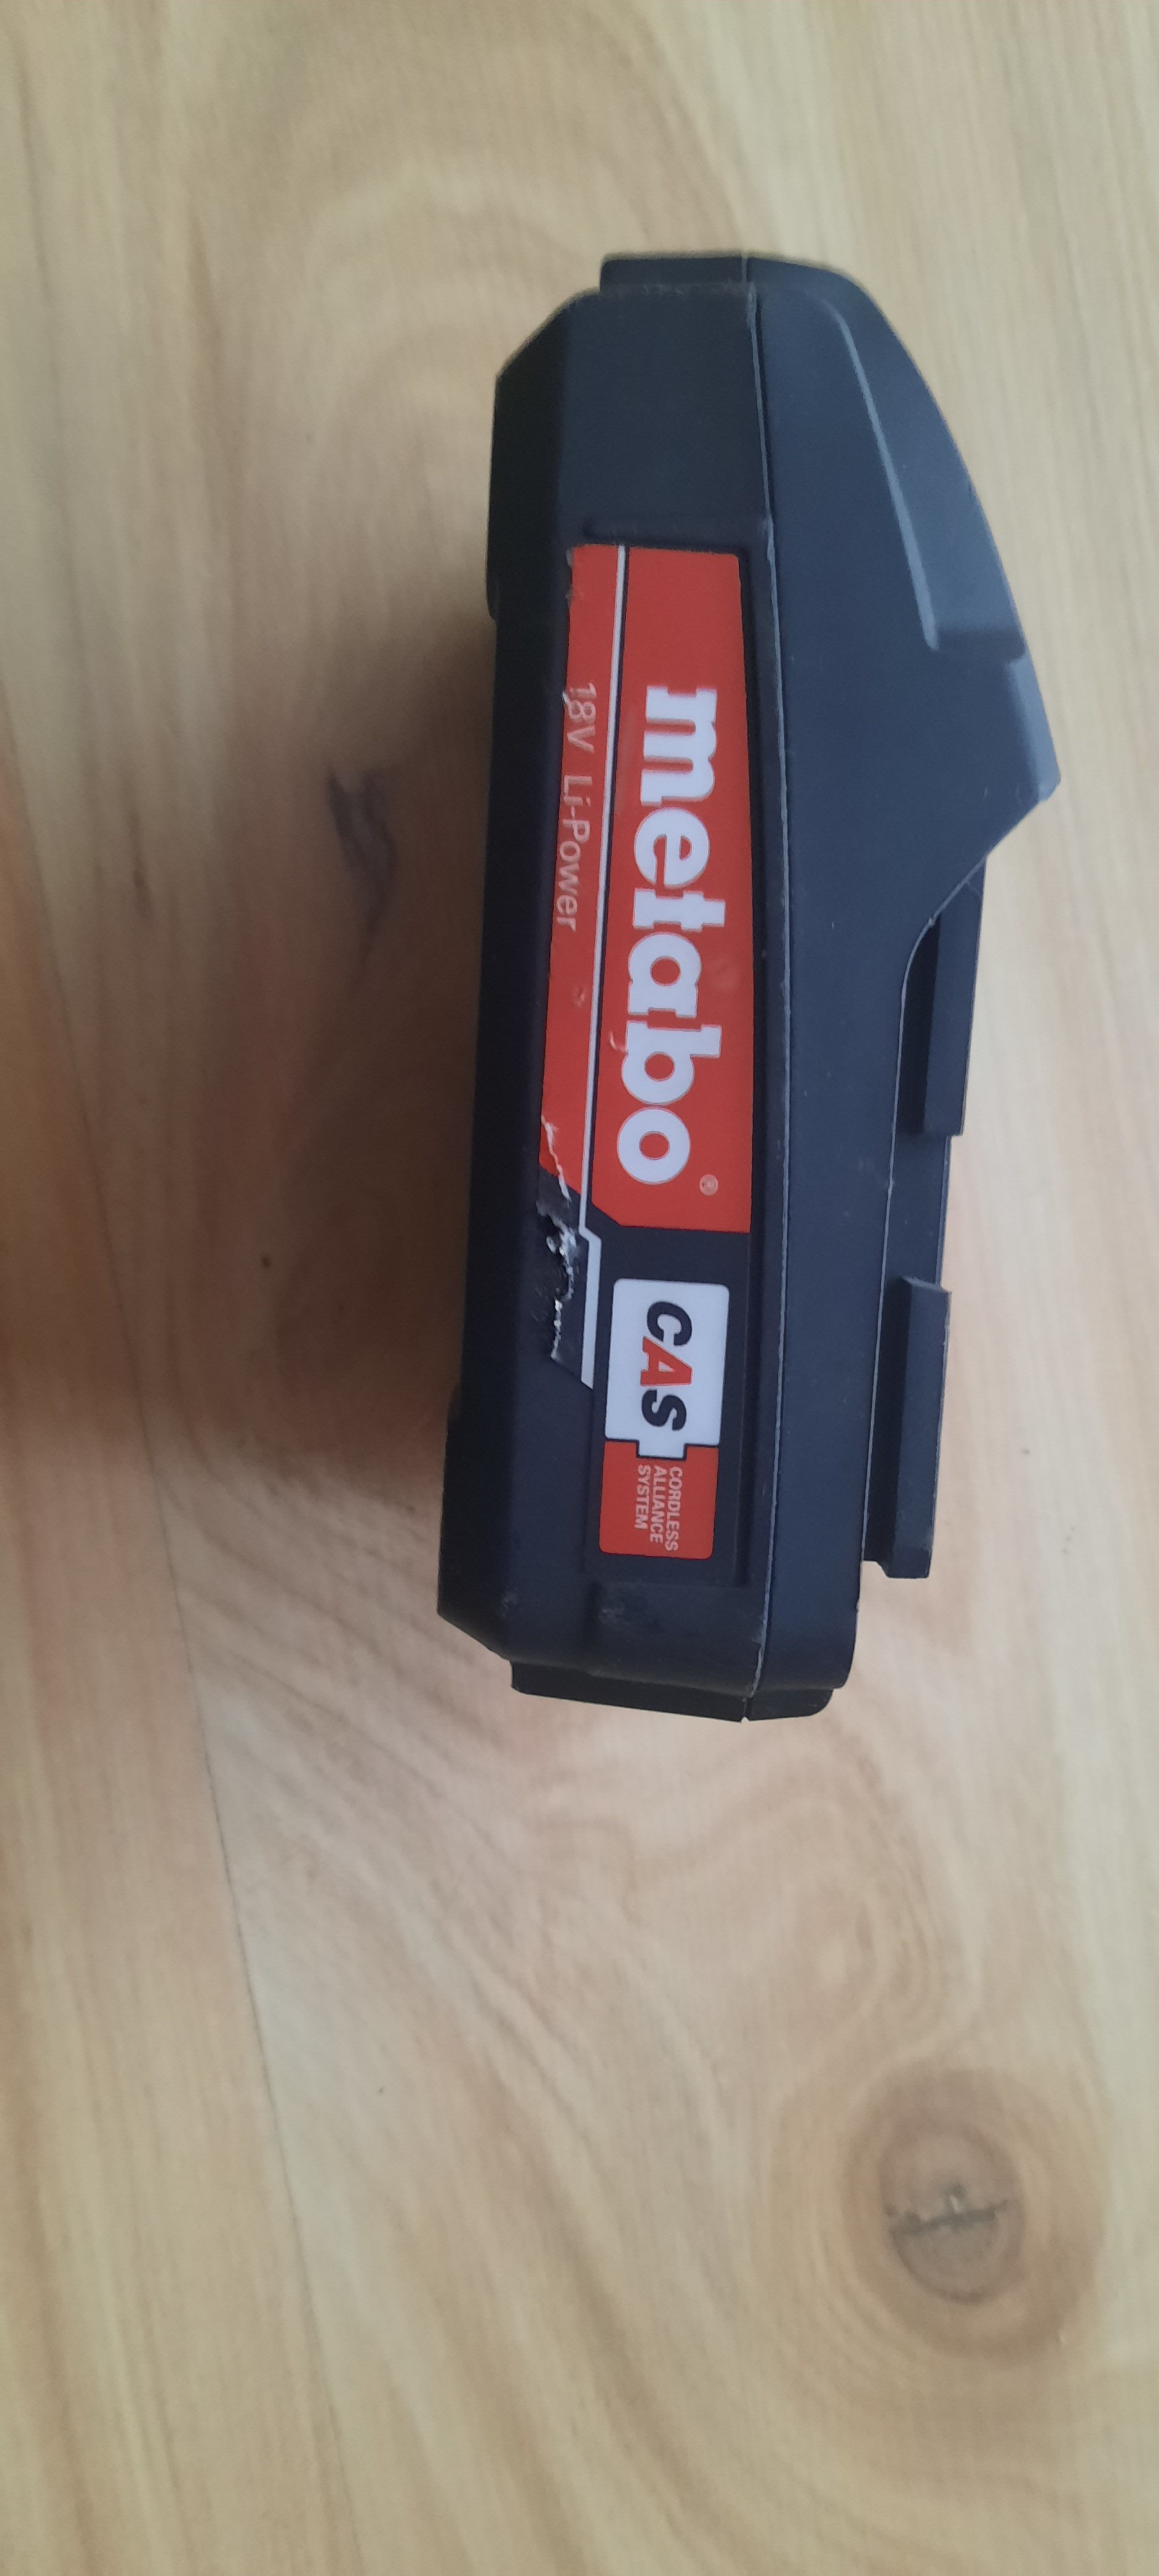 metabo®
18V Li-Power
CAS
CORDLESS
ALLIANCE
SYSTEM